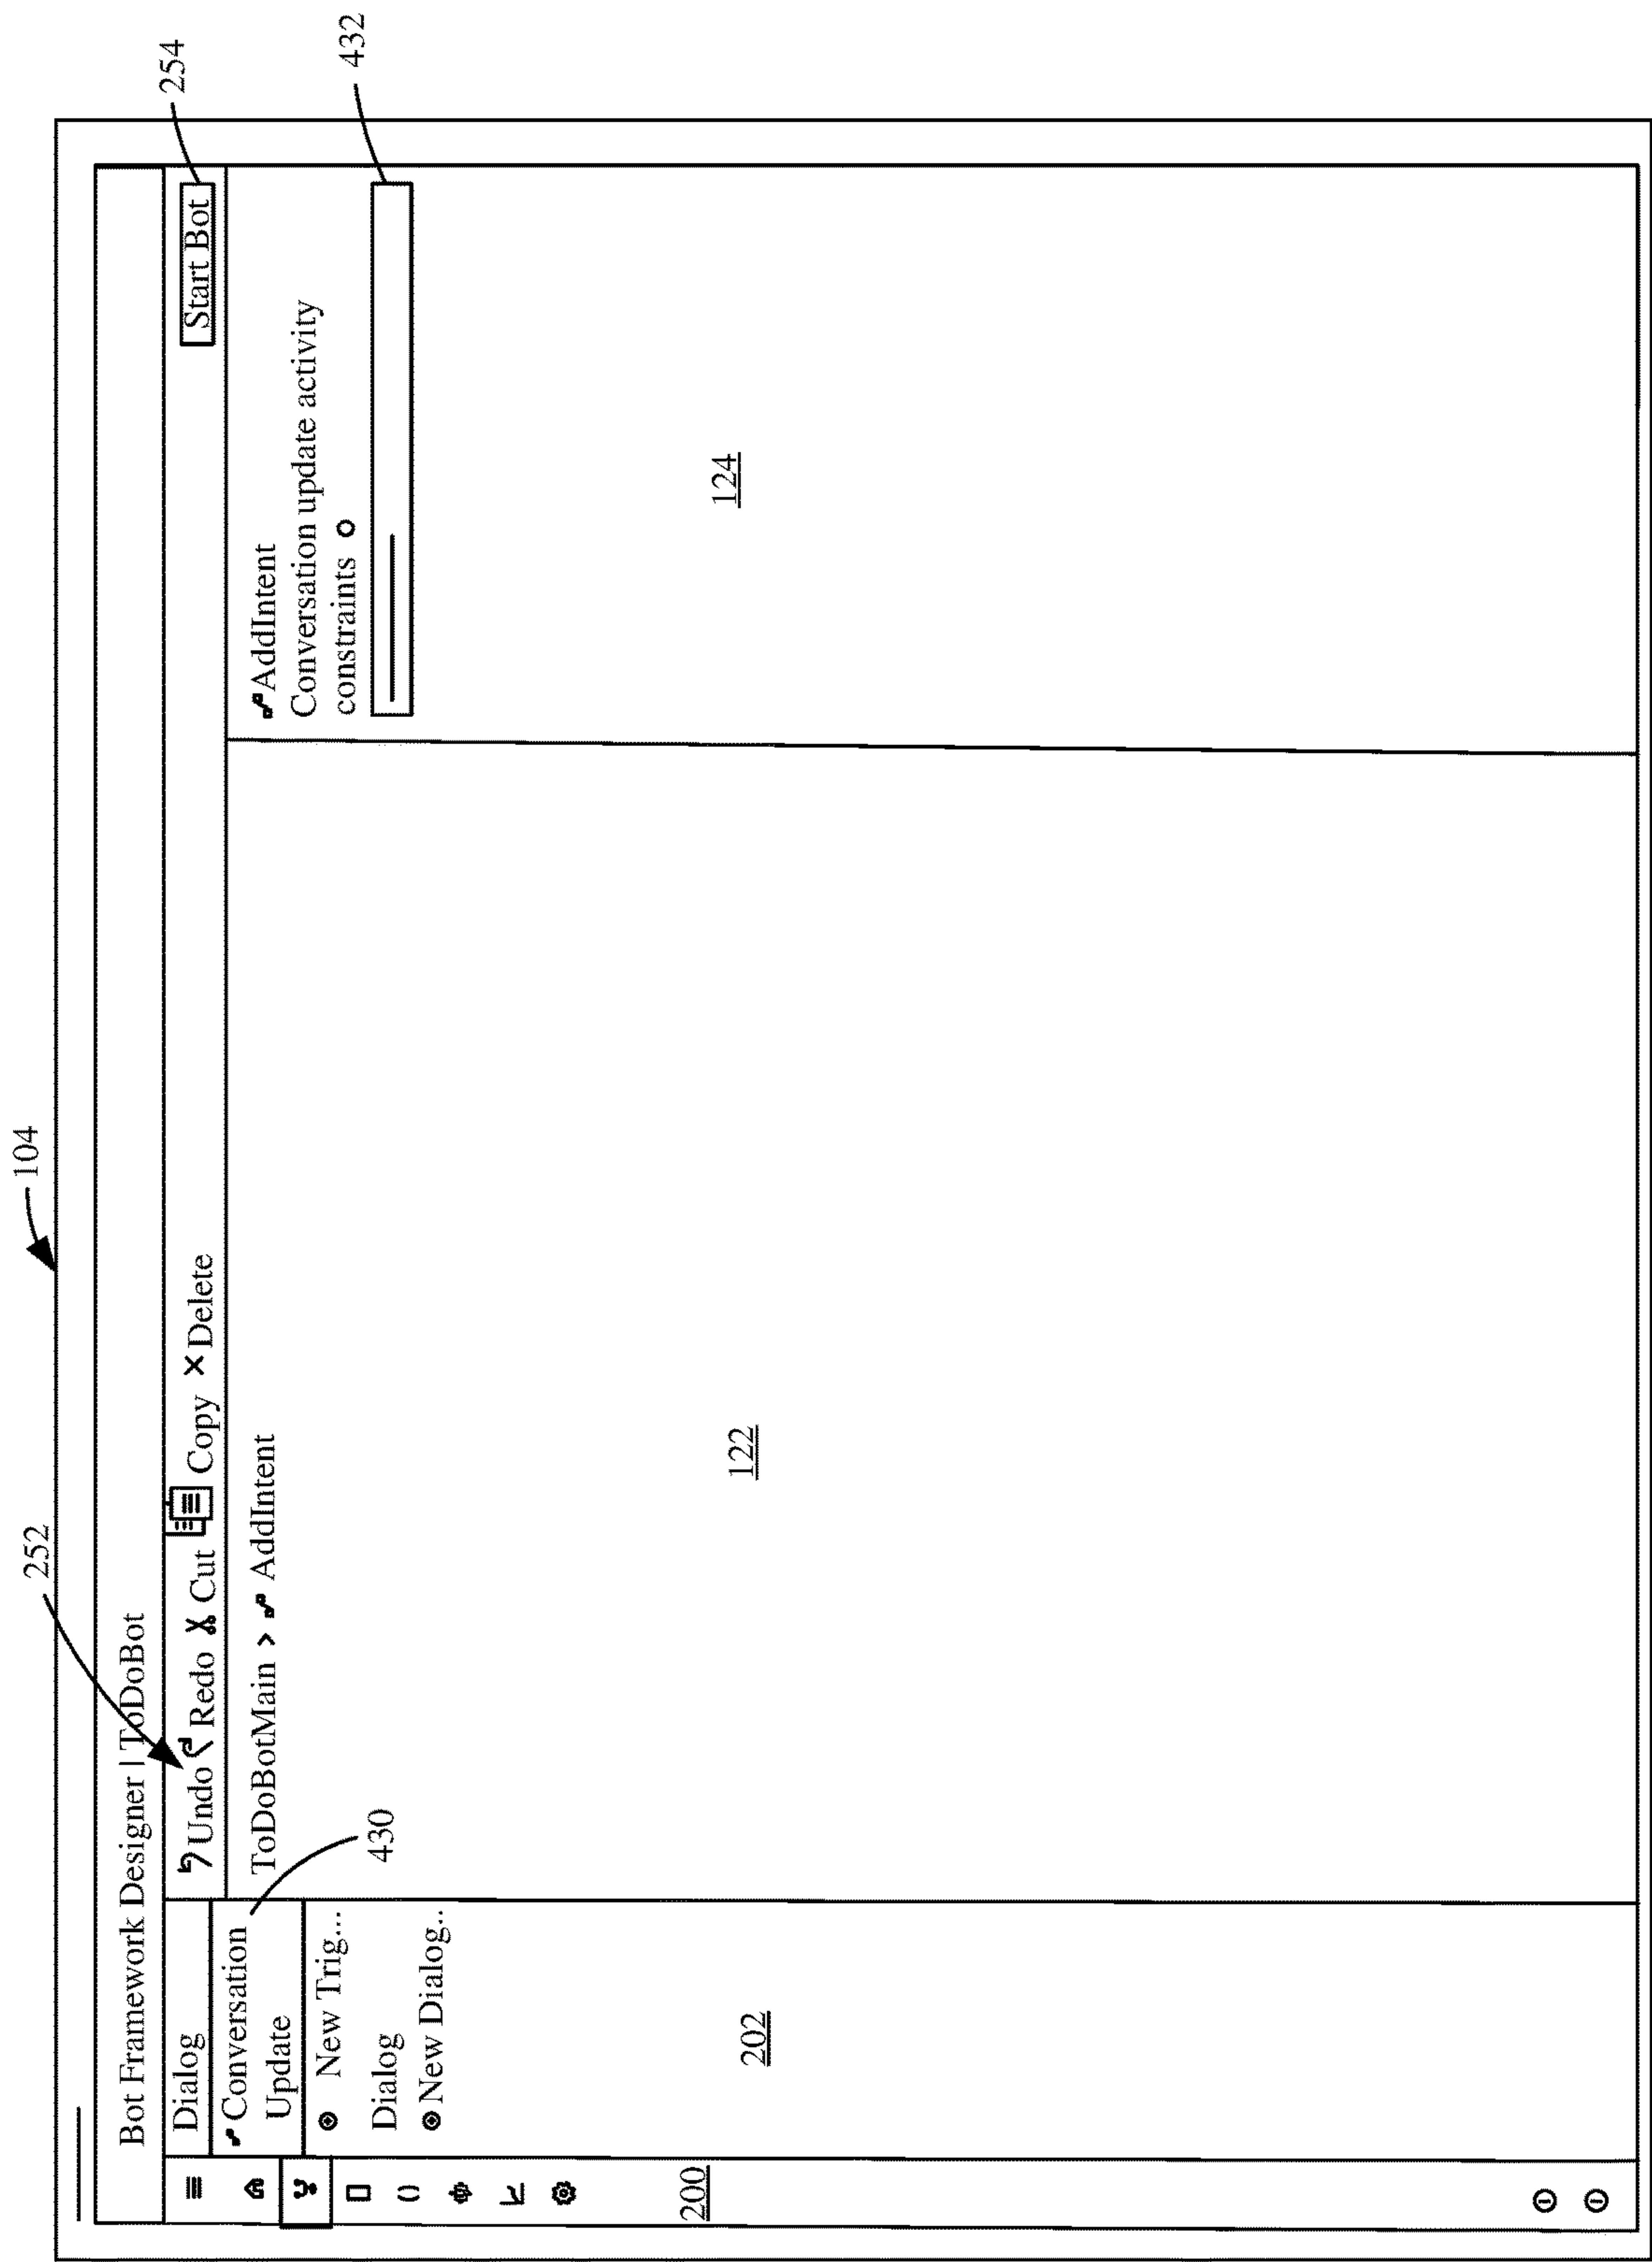 104
252
254
432
Bot Framework Designer | ToDoBot
Undo Redo Cut Copy Delete
Start Bot
Dialog
Conversation
Update
430
New Trig...
Dialog
New Dialog..
ToDoBotMain > AddIntent
AddIntent
Conversation update activity
constraints
200
202
122
124